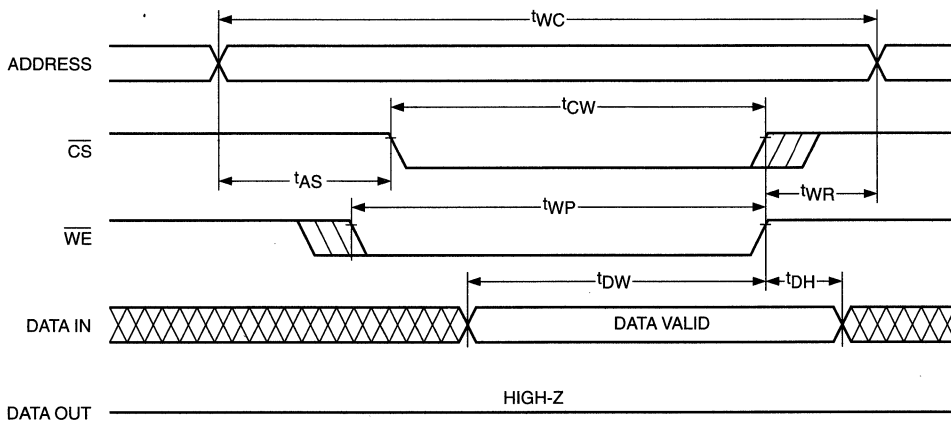 tWC
ADDRESS
tCW
CS
tAS
tWR
tWP
WE
tDW
tDH
DATA IN
DATA VALID
HIGH-Z
DATA OUT